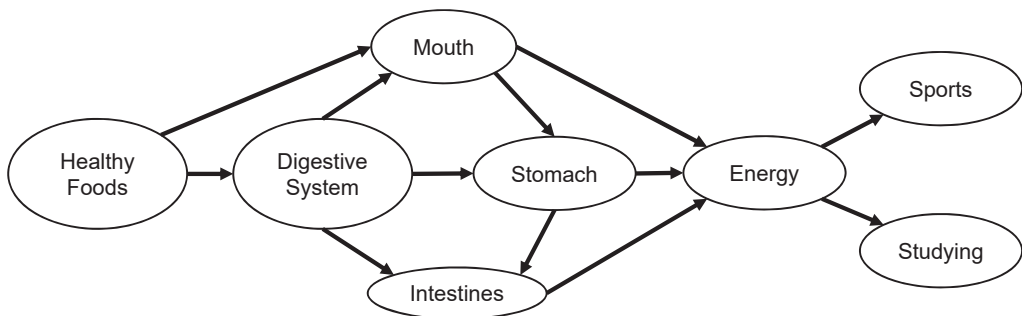 Mouth
Sports
Healthy
Foods
Digestive
System
Stomach
Energy
Studying
Intestines